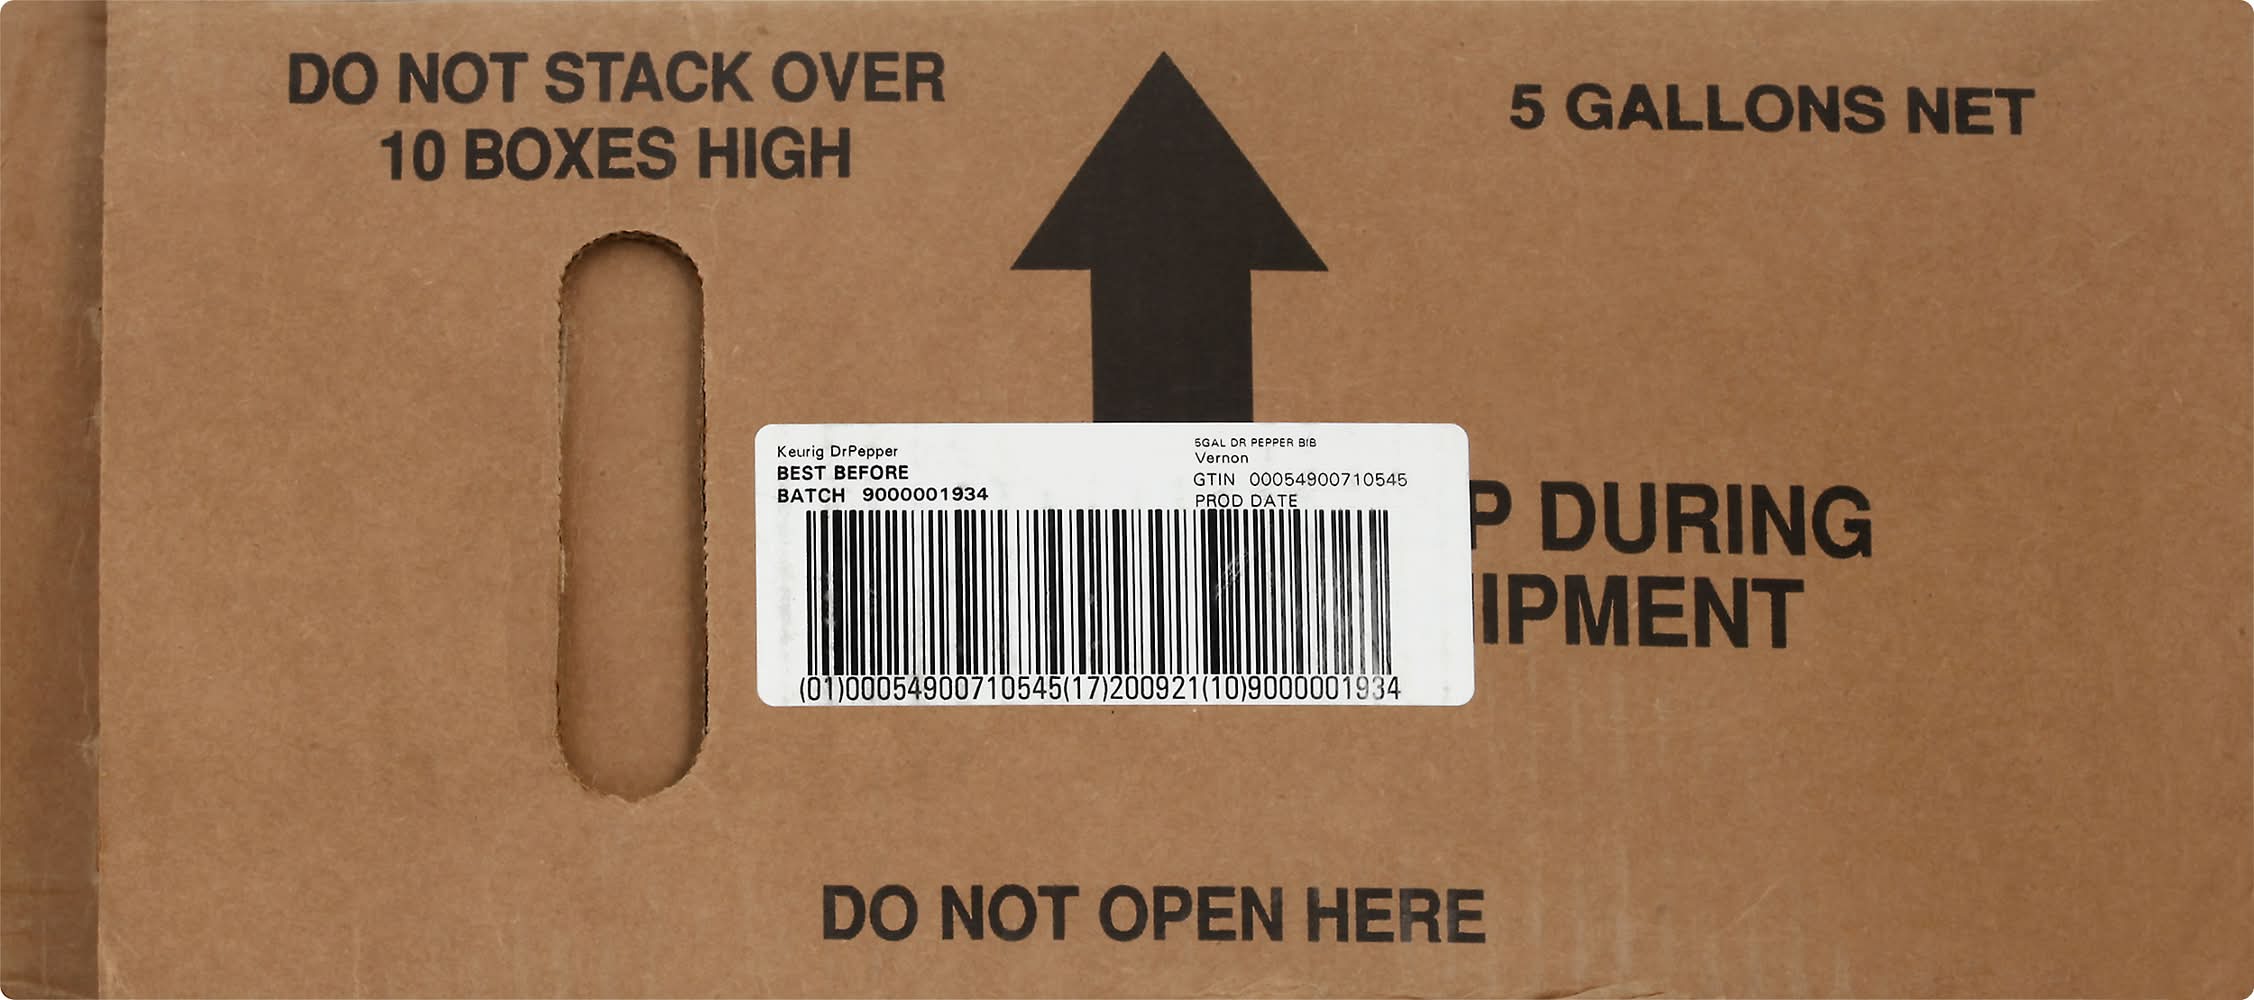 DO NOT STACK OVER
10 BOXES HIGH
5 GALLONS NET
Keurig DrPepper
BEST BEFORE
BATCH 9000001934
5GAL DR PEPPER BIB
Vernon
GTIN 00054900710545
PROD DATE
(01)00054900710545(17)200921(10)9000001934
P DURING
IPMENT
DO NOT OPEN HERE